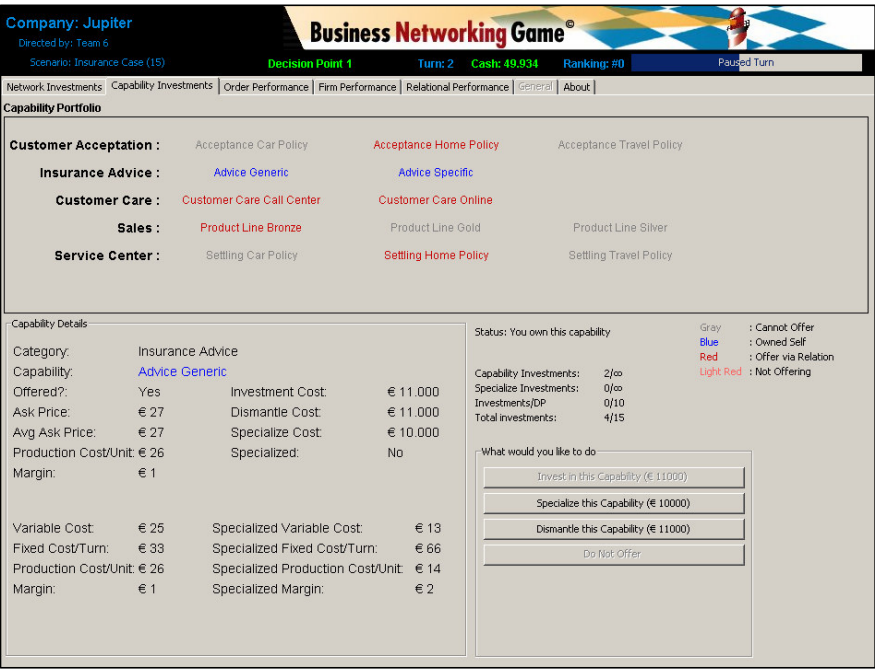 Company: Jupiter
Business Networking Game©
Directed by: Team 6
Scenario: Insurance Case (15) Decision Point 1 Turn: 2 Cash: 49.934 Ranking: #0 Paused Turn
Network Investments Capability Investments Order Performance Firm Performance Relational Performance General About
Capability Portfolio
Customer Acceptation : Acceptance Car Policy Acceptance Home Policy Acceptance Travel Policy
Insurance Advice : Advice Generic Advice Specific
Customer Care : Customer Care Call Center Customer Care Online
Sales : Product Line Bronze Product Line Gold Product Line Silver
Service Center : Settling Car Policy Settling Home Policy Settling Travel Policy
Capability Details
Category: Insurance Advice
Capability: Advice Generic
Offered?: Yes Investment Cost: € 11.000
Ask Price: € 27 Dismantle Cost: € 11.000
Avg Ask Price: € 27 Specialize Cost: € 10.000
Production Cost/Unit: € 26 Specialized: No
Margin: € 1
Variable Cost: € 25 Specialized Variable Cost: € 13
Fixed Cost/Turn: € 33 Specialized Fixed Cost/Turn: € 66
Production Cost/Unit: € 26 Specialized Production Cost/Unit: € 14
Margin: € 1 Specialized Margin: € 2
Status: You own this capability
Capability Investments: 2/∞
Specialize Investments: 0/∞
Investments/DP 0/10
Total investments: 4/15
Gray : Cannot Offer
Blue : Owned Self
Red : Offer via Relation
Light Red : Not Offering
What would you like to do
Invest in this Capability (€ 11000)
Specialize this Capability (€ 10000)
Dismantle this Capability (€ 11000)
Do Not Offer